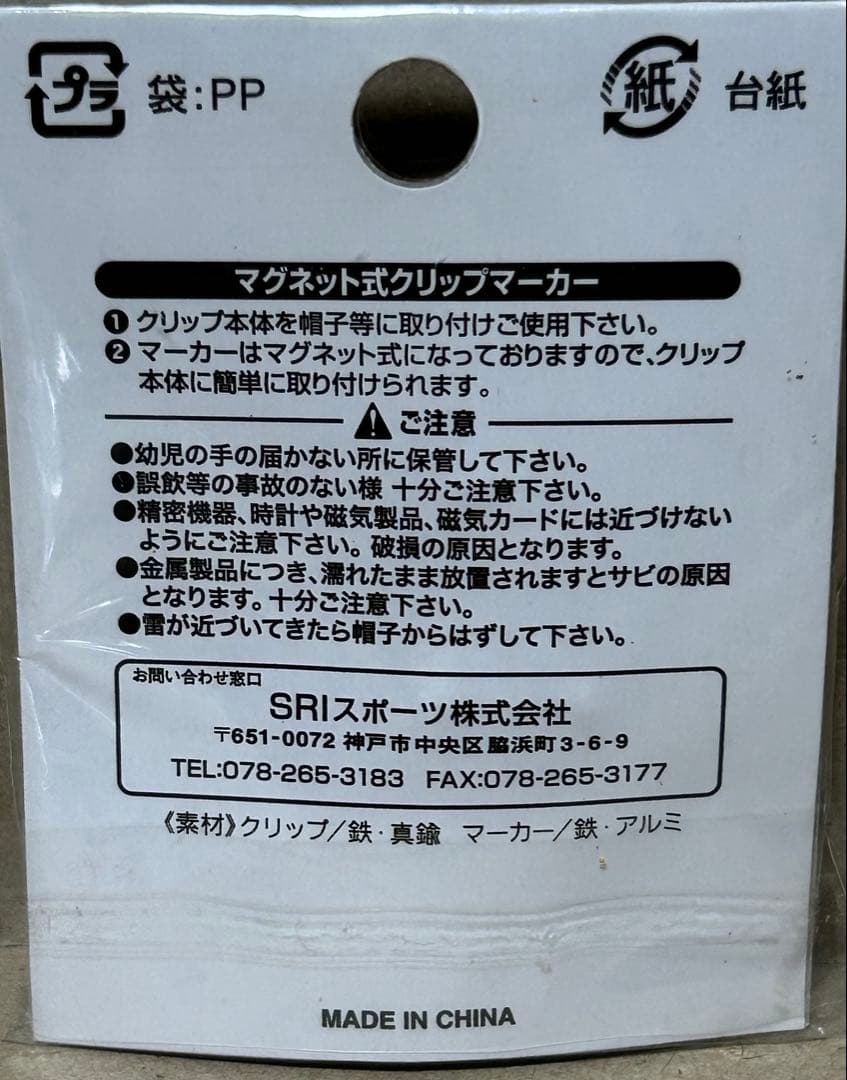 プラ 袋:PP 紙 台紙
マグネット式クリップマーカー
❶ クリップ本体を帽子等に取り付けご使用下さい。
❷ マーカーはマグネット式になっておりますので、クリップ
本体に簡単に取り付けられます。
ご注意
●幼児の手の届かない所に保管して下さい。
●誤飲等の事故のない様 十分ご注意下さい。
●精密機器、時計や磁気製品、磁気カードには近づけない
ようにご注意下さい。破損の原因となります。
●金属製品につき、濡れたまま放置されますとサビの原因
となります。十分ご注意下さい。
●雷が近づいてきたら帽子からはずして下さい。
お問い合わせ窓口
SRIスポーツ株式会社
〒651-0072 神戸市中央区脇浜町3-6-9
TEL:078-265-3183 FAX:078-265-3177
《素材》クリップ/鉄・真鍮 マーカー/鉄・アルミ
MADE IN CHINA